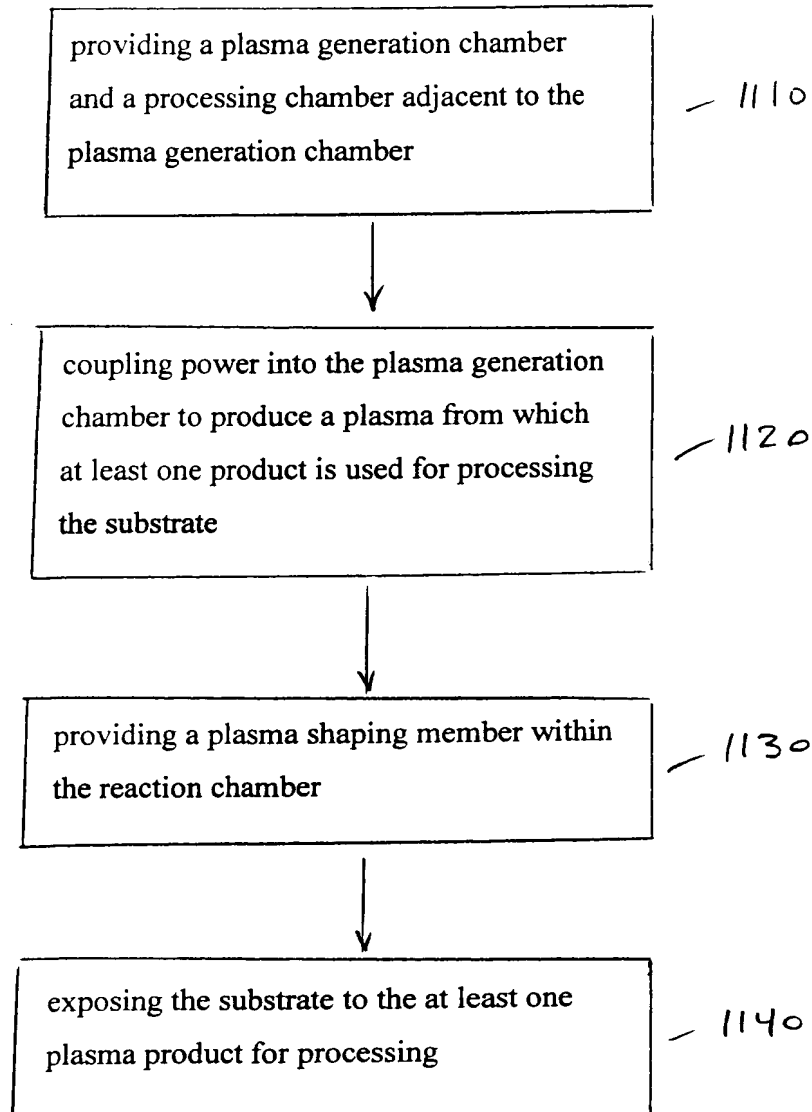 providing a plasma generation chamber
and a processing chamber adjacent to the
plasma generation chamber
1110
coupling power into the plasma generation
chamber to produce a plasma from which
at least one product is used for processing
the substrate
1120
providing a plasma shaping member within
the reaction chamber
1130
exposing the substrate to the at least one
plasma product for processing
1140